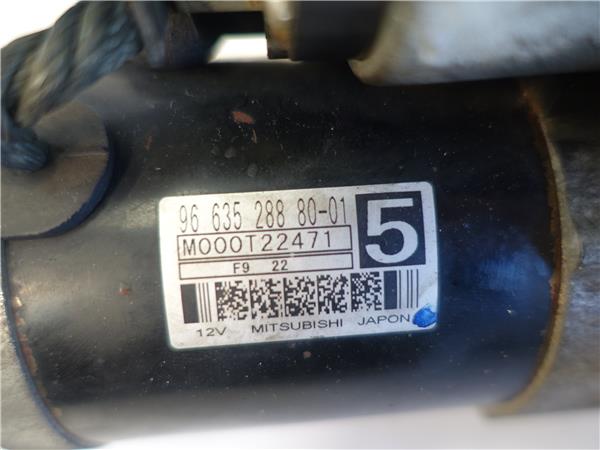 96 635 288 80-01
5
M000T22471
F9 22
12V MITSUBISHI JAPON